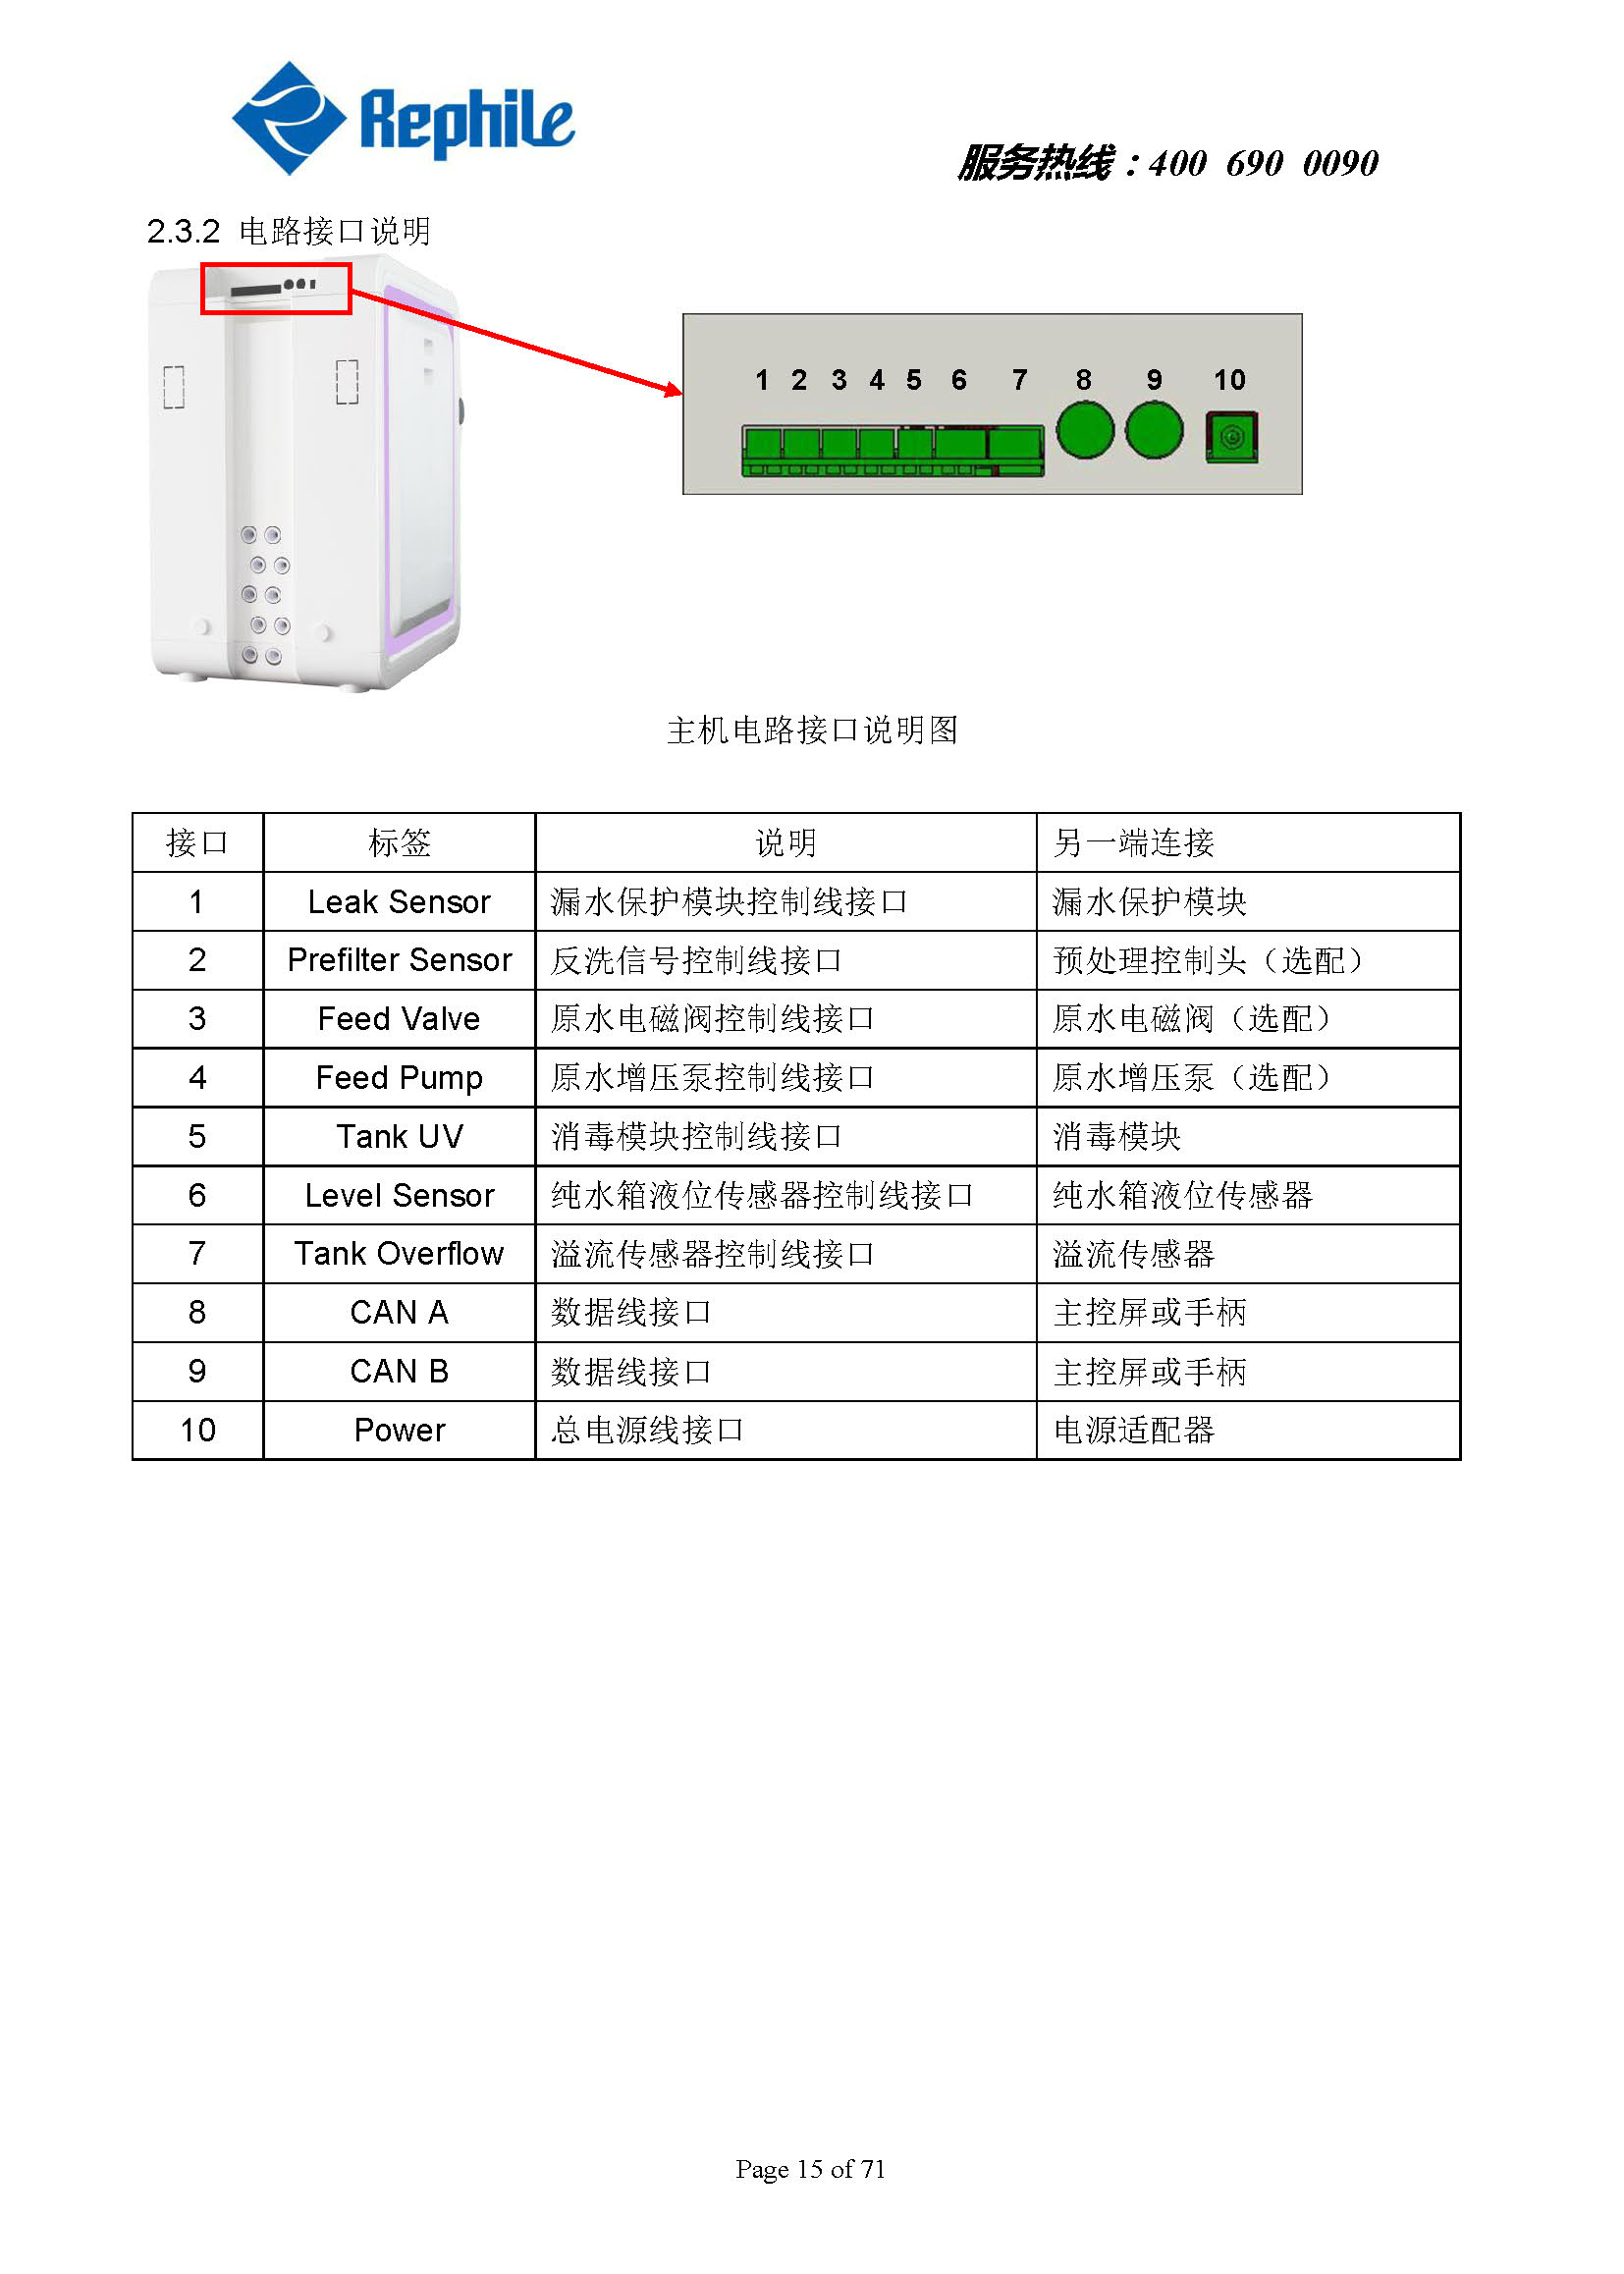 Rephile
服务热线：400 690 0090
2.3.2 电路接口说明
1 2 3 4 5 6 7 8 9 10
主机电路接口说明图
接口 标签 说明 另一端连接
1 Leak Sensor 漏水保护模块控制线接口 漏水保护模块
2 Prefilter Sensor 反洗信号控制线接口 预处理控制头（选配）
3 Feed Valve 原水电磁阀控制线接口 原水电磁阀（选配）
4 Feed Pump 原水增压泵控制线接口 原水增压泵（选配）
5 Tank UV 消毒模块控制线接口 消毒模块
6 Level Sensor 纯水箱液位传感器控制线接口 纯水箱液位传感器
7 Tank Overflow 溢流传感器控制线接口 溢流传感器
8 CAN A 数据线接口 主控屏或手柄
9 CAN B 数据线接口 主控屏或手柄
10 Power 总电源线接口 电源适配器
Page 15 of 71